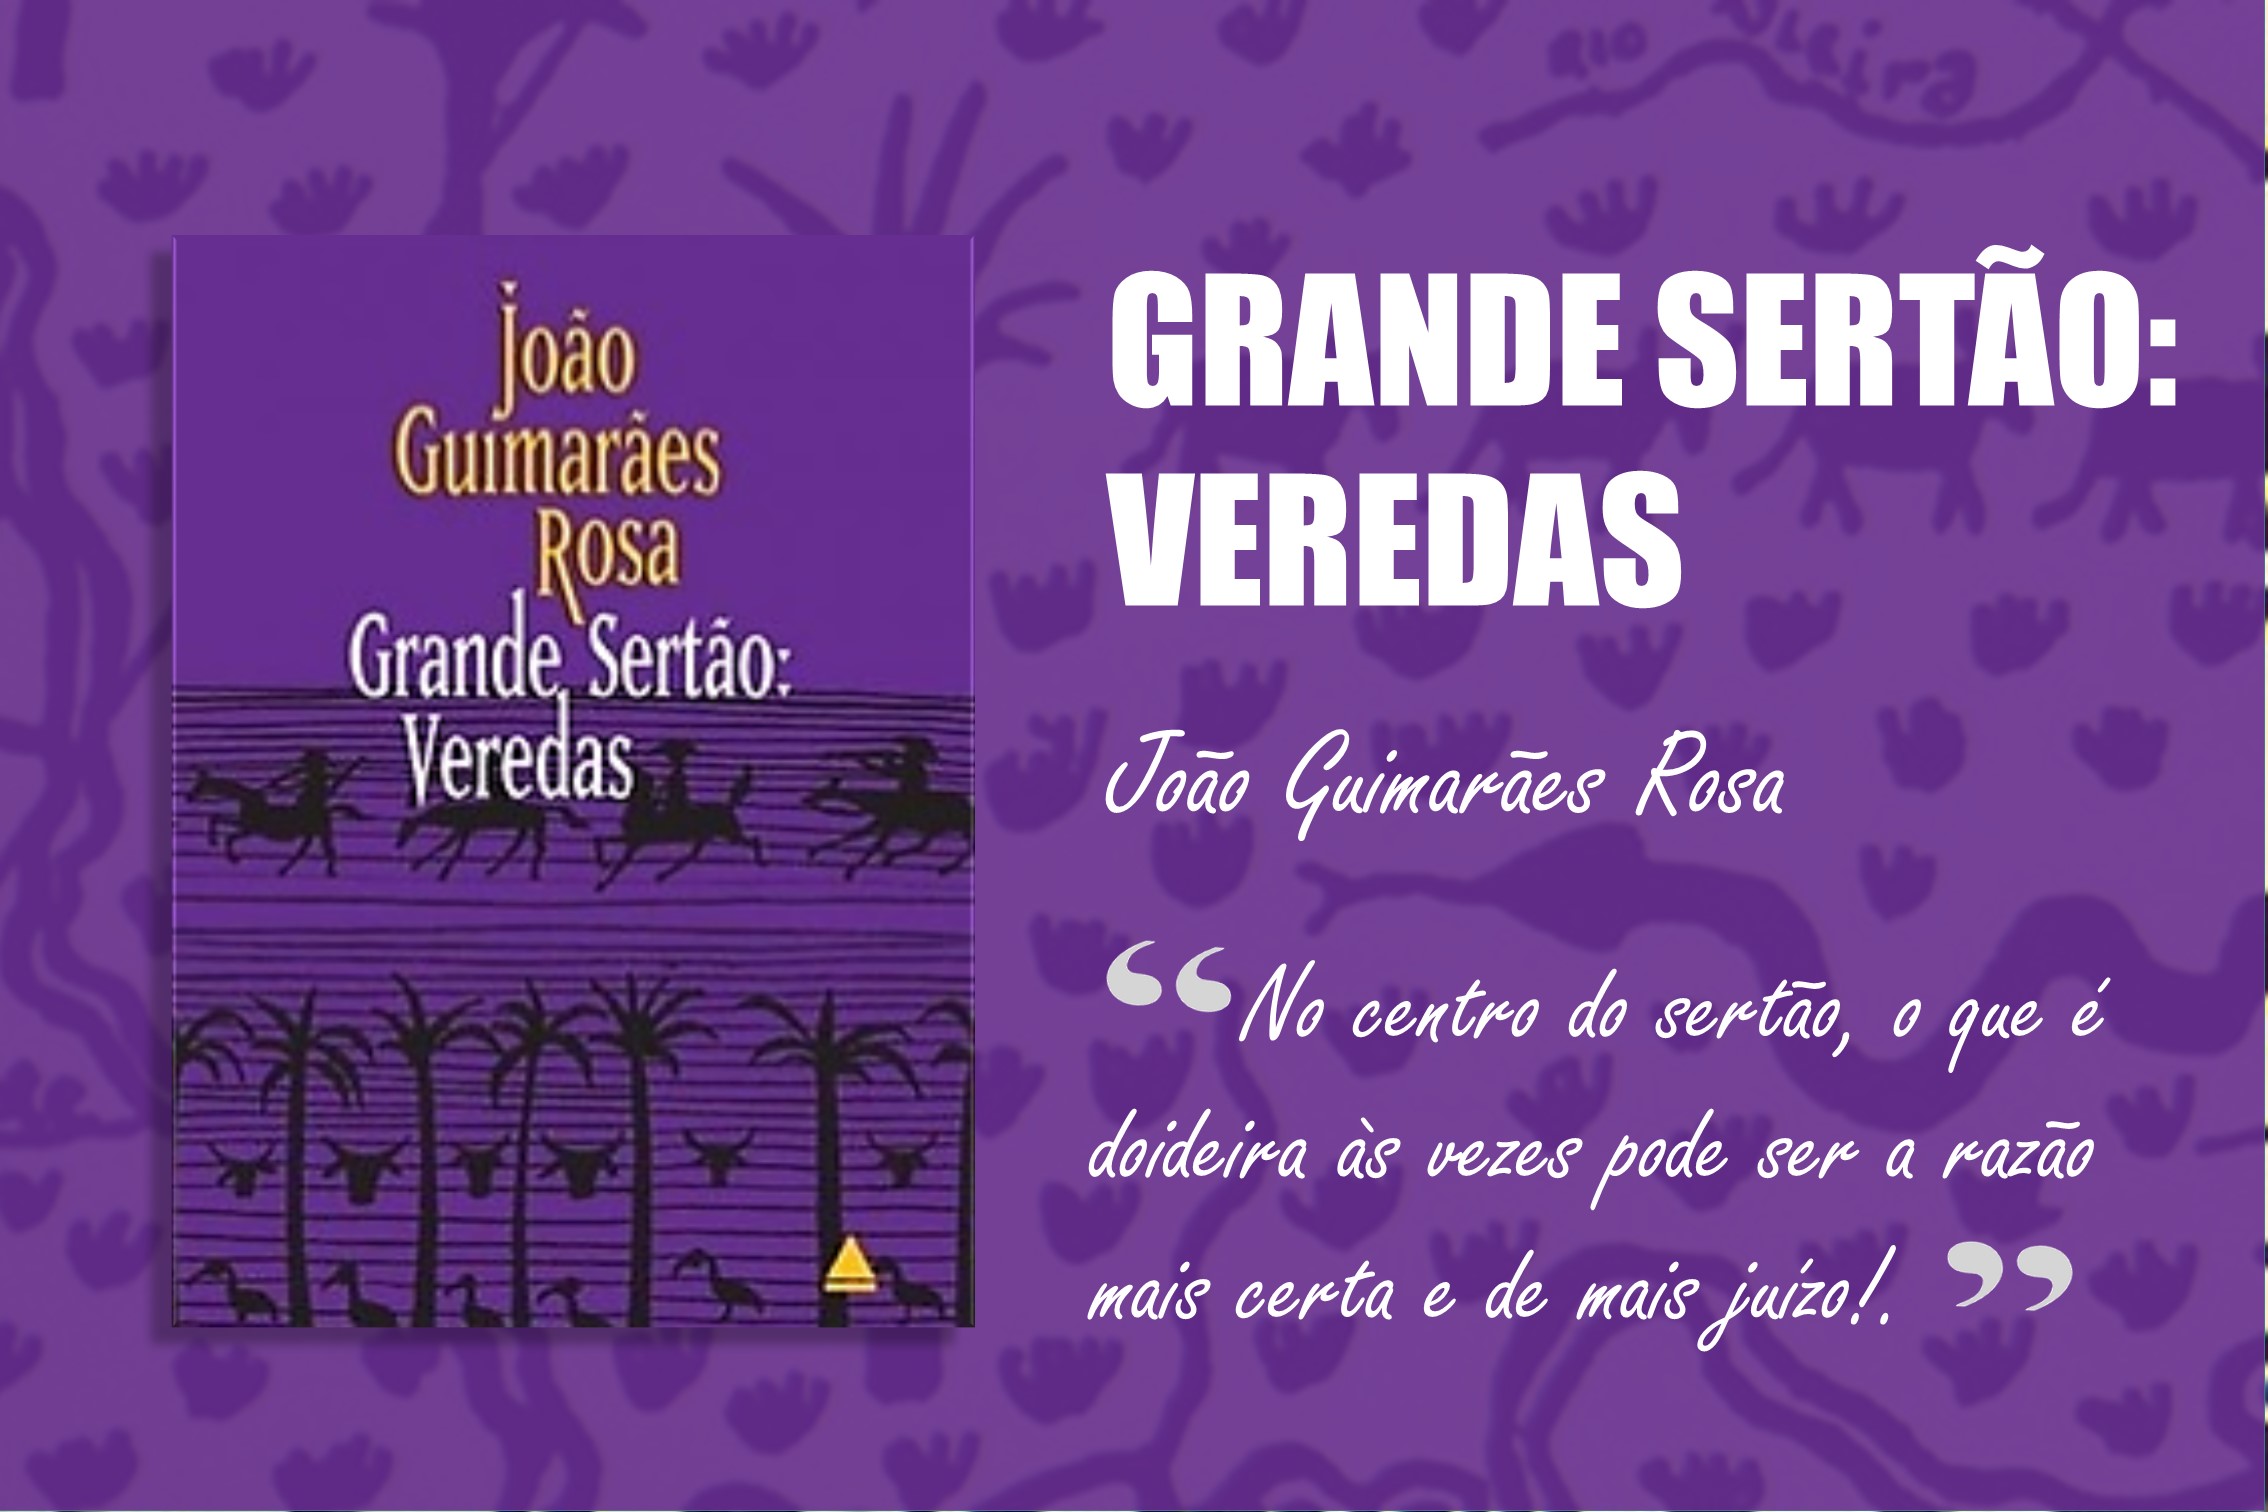 Rio
João
Guimarães
Rosa
Grande Sertão:
Veredas
GRANDE SERTÃO:
VEREDAS
João Guimarães Rosa
“No centro do sertão, o que é
doideira às vezes pode ser a razão
mais certa e de mais juízo!. ”